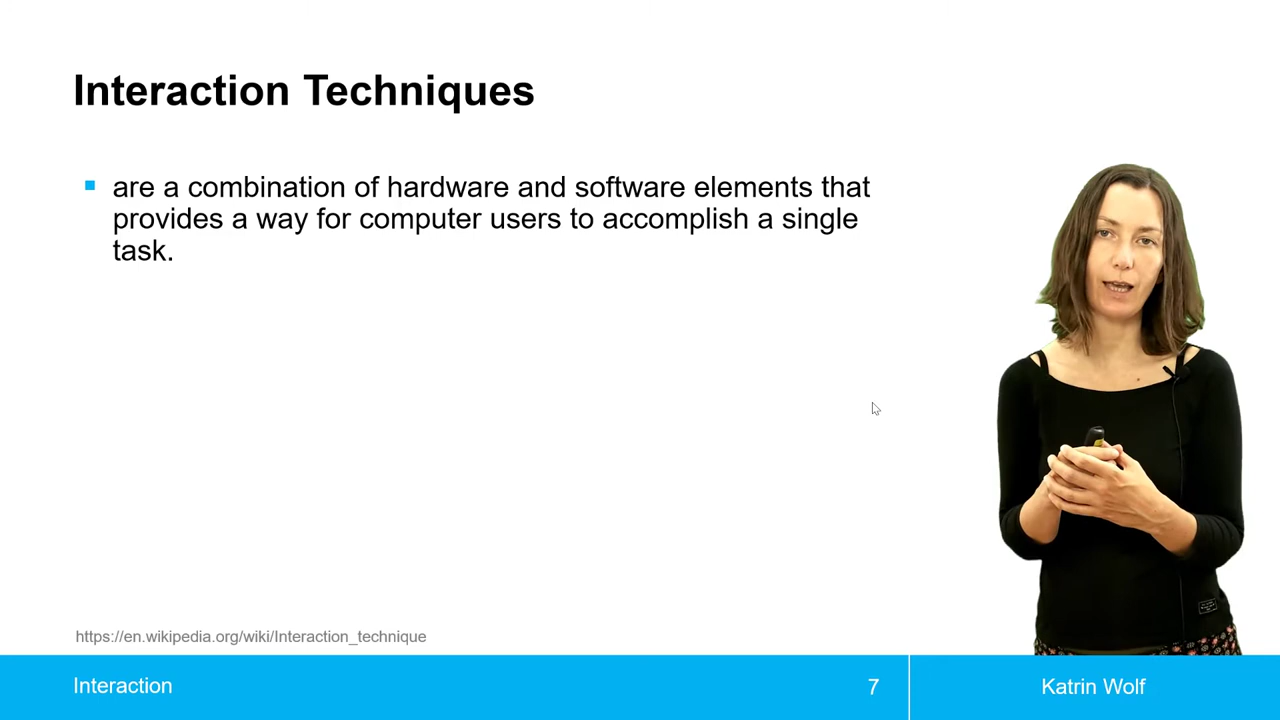 Interaction Techniques
are a combination of hardware and software elements that
provides a way for computer users to accomplish a single
task.
https://en.wikipedia.org/wiki/Interaction_technique
Interaction
7
Katrin Wolf